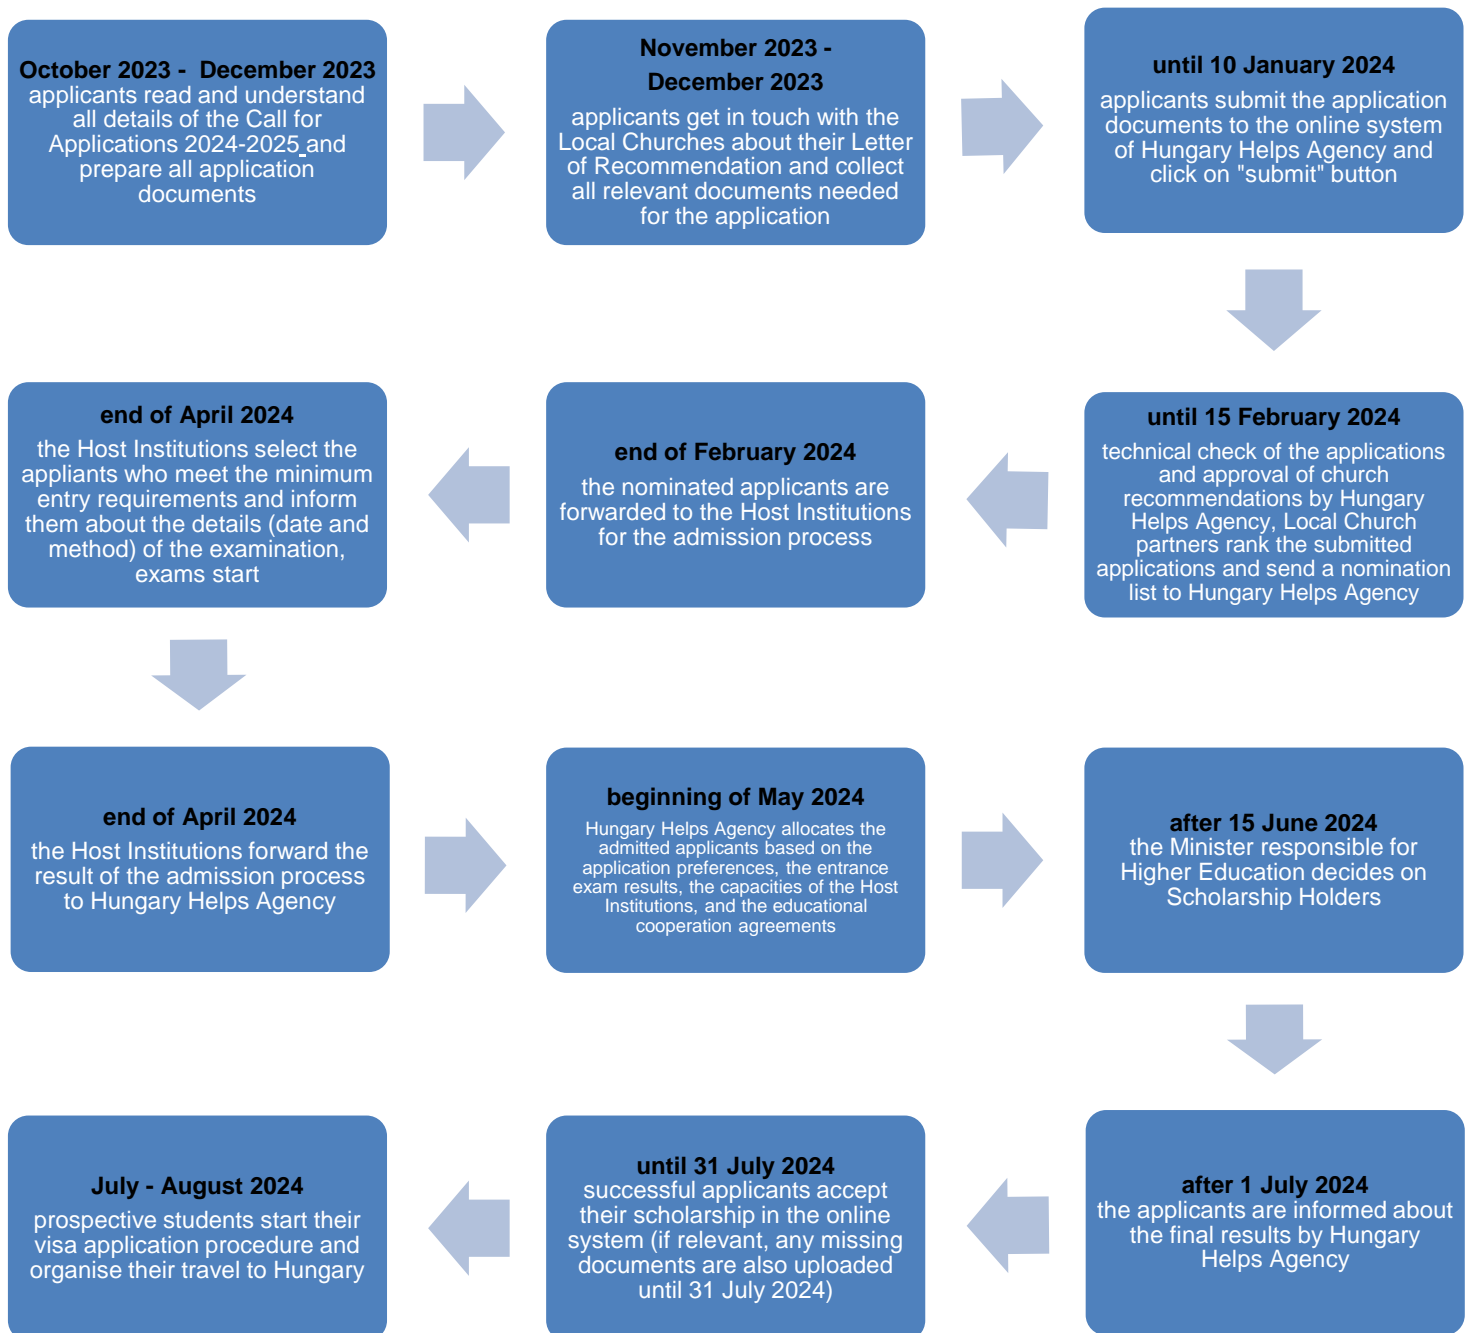 October 2023 -  December 2023
applicants read and understand
all details of the Call for
Applications 2024-2025 and
prepare all application
documents
November 2023 -
December 2023
applicants get in touch with the
Local Churches about their Letter
of Recommendation and collect
all relevant documents needed
for the application
until 10 January 2024
applicants submit the application
documents to the online system
of Hungary Helps Agency and
click on "submit" button
until 15 February 2024
technical check of the applications
and approval of church
recommendations by Hungary
Helps Agency, Local Church
partners rank the submitted
applications and send a nomination
list to Hungary Helps Agency
end of February 2024
the nominated applicants are
forwarded to the Host Institutions
for the admission process
end of April 2024
the Host Institutions select the
appliants who meet the minimum
entry requirements and inform
them about the details (date and
method) of the examination,
exams start
end of April 2024
the Host Institutions forward the
result of the admission process
to Hungary Helps Agency
beginning of May 2024
Hungary Helps Agency allocates the
admitted applicants based on the
application preferences, the entrance
exam results, the capacities of the Host
Institutions, and the educational
cooperation agreements
after 15 June 2024
the Minister responsible for
Higher Education decides on
Scholarship Holders
after 1 July 2024
the applicants are informed about
the final results by Hungary
Helps Agency
until 31 July 2024
successful applicants accept
their scholarship in the online
system (if relevant, any missing
documents are also uploaded
until 31 July 2024)
July - August 2024
prospective students start their
visa application procedure and
organise their travel to Hungary